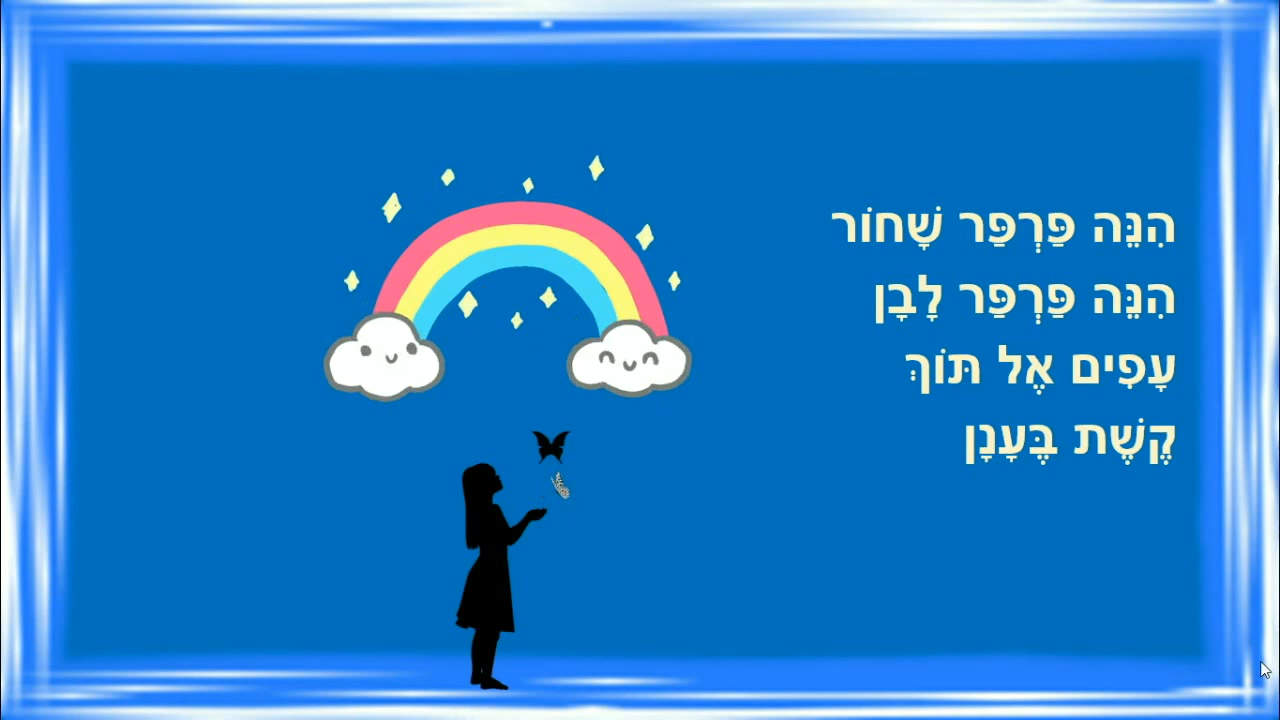 הִנֵּה פַּרְפַּר שָׁחוֹר
הִנֵּה פַּרְפַּר לָבָן
עָפִים אֶל תּוֹךְ
קֶשֶׁת בֶּעָנָן